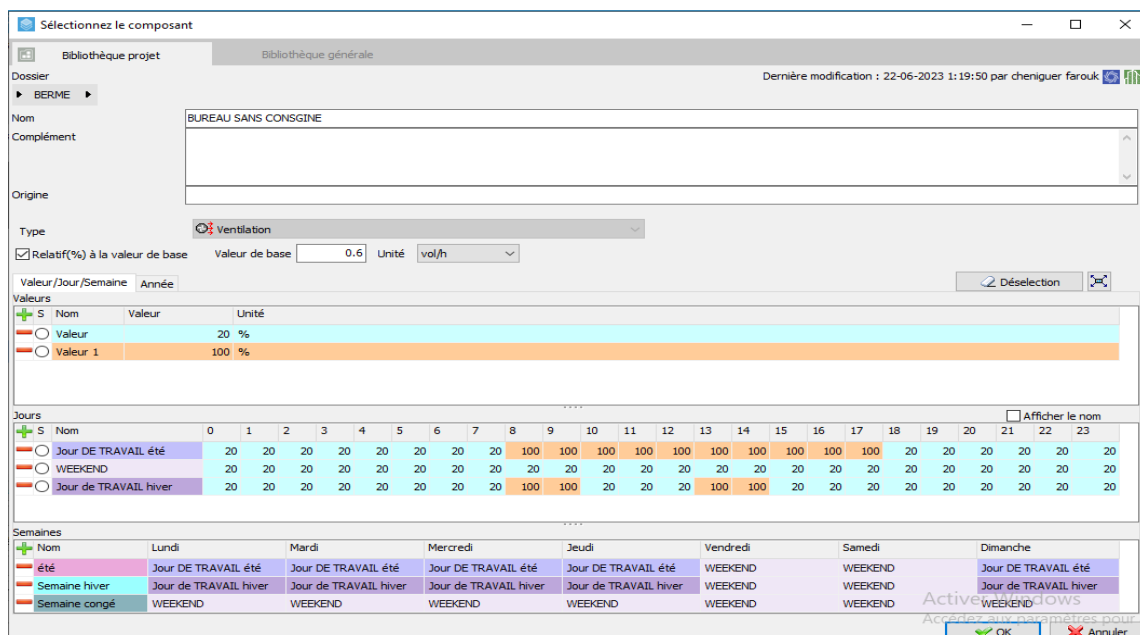 Sélectionnez le composant
Bibliothèque projet Bibliothèque générale
Dossier Dernière modification : 22-06-2023 1:19:50 par cheniguer farouk
BERME
Nom BUREAU SANS CONSGINE
Complément
Origine
Type Ventilation
Relatif(%) à la valeur de base Valeur de base 0.6 Unité vol/h
Valeur/Jour/Semaine Année Déselection
Valeurs
S Nom Valeur Unité
Valeur 20 %
Valeur 1 100 %
Jours Afficher le nom
S Nom 0 1 2 3 4 5 6 7 8 9 10 11 12 13 14 15 16 17 18 19 20 21 22 23
Jour DE TRAVAIL été 20 20 20 20 20 20 20 20 100 100 100 100 100 100 100 100 100 100 20 20 20 20 20 20
WEEKEND 20 20 20 20 20 20 20 20 20 20 20 20 20 20 20 20 20 20 20 20 20 20 20 20
Jour de TRAVAIL hiver 20 20 20 20 20 20 20 20 100 100 20 20 20 100 100 20 20 20 20 20 20 20 20 20
Semaines
Nom Lundi Mardi Mercredi Jeudi Vendredi Samedi Dimanche
été Jour DE TRAVAIL été Jour DE TRAVAIL été Jour DE TRAVAIL été Jour DE TRAVAIL été WEEKEND WEEKEND Jour DE TRAVAIL été
Semaine hiver Jour de TRAVAIL hiver Jour de TRAVAIL hiver Jour de TRAVAIL hiver Jour de TRAVAIL hiver WEEKEND WEEKEND Jour de TRAVAIL hiver
Semaine congé WEEKEND WEEKEND WEEKEND WEEKEND WEEKEND WEEKEND WEEKEND
Activer Windows
Accédez aux paramètres pour
OK Annuler